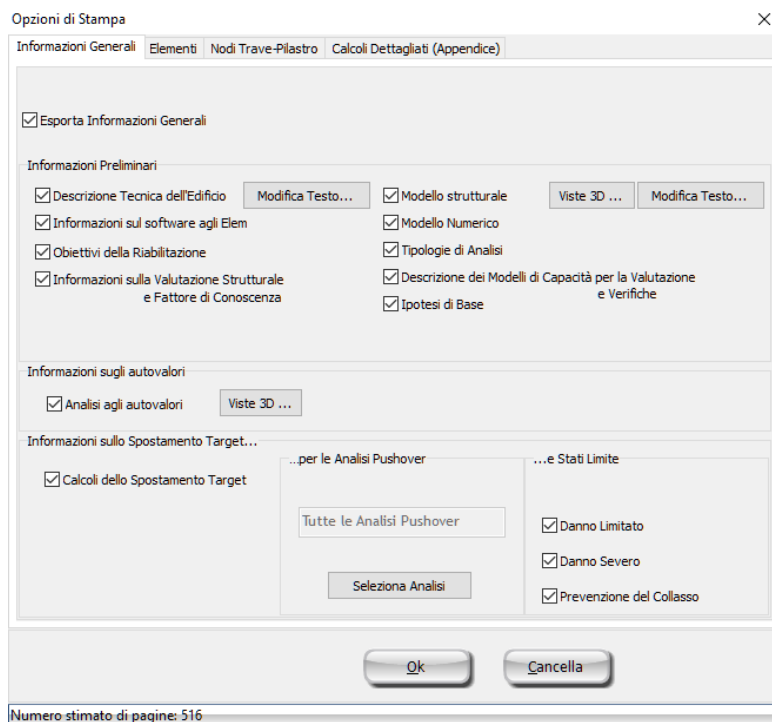 Opzioni di Stampa
Informazioni Generali
Elementi
Nodi Trave-Pilastro
Calcoli Dettagliati (Appendice)
Esporta Informazioni Generali
Informazioni Preliminari
Descrizione Tecnica dell'Edificio
Modifica Testo...
Informazioni sul software agli Elem
Obiettivi della Riabilitazione
Informazioni sulla Valutazione Strutturale
e Fattore di Conoscenza
Modello strutturale
Viste 3D ...
Modifica Testo...
Modello Numerico
Tipologie di Analisi
Descrizione dei Modelli di Capacità per la Valutazione
e Verifiche
Ipotesi di Base
Informazioni sugli autovalori
Analisi agli autovalori
Viste 3D ...
Informazioni sullo Spostamento Target...
Calcoli dello Spostamento Target
...per le Analisi Pushover
Tutte le Analisi Pushover
Seleziona Analisi
...e Stati Limite
Danno Limitato
Danno Severo
Prevenzione del Collasso
Ok
Cancella
Numero stimato di pagine: 516